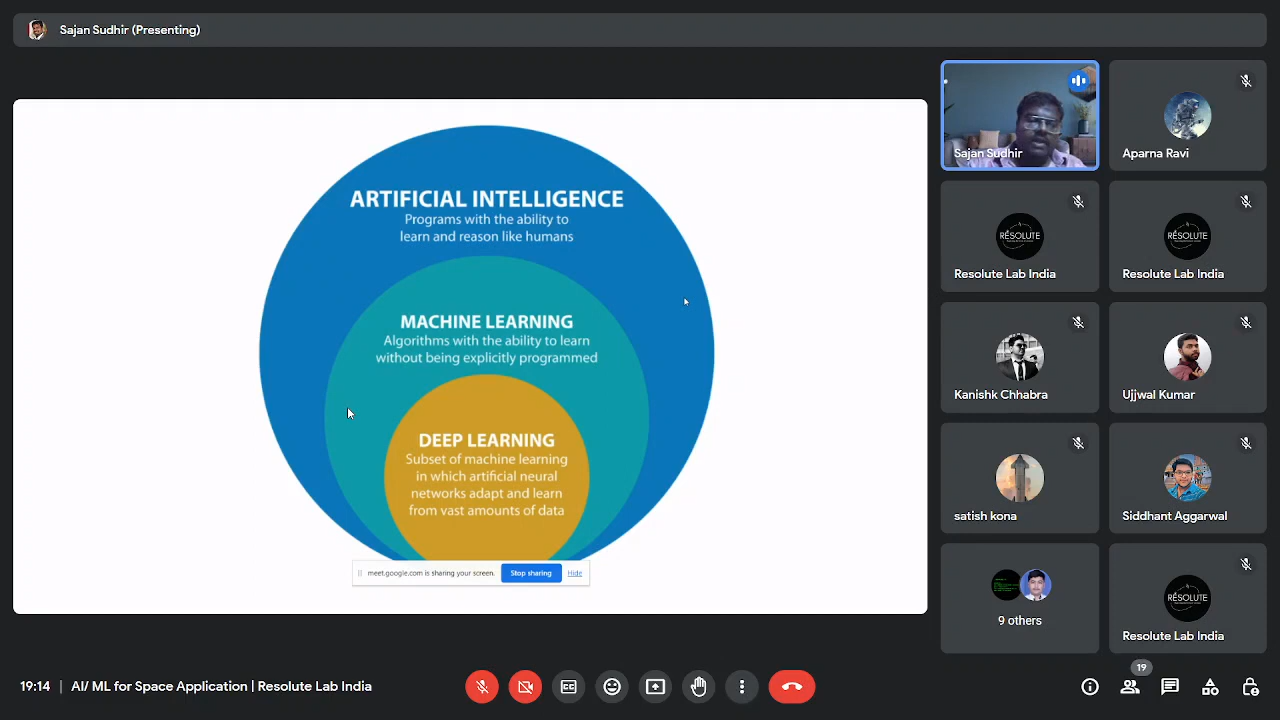 Sajan Sudhir (Presenting)
ARTIFICIAL INTELLIGENCE
Programs with the ability to
learn and reason like humans
MACHINE LEARNING
Algorithms with the ability to learn
without being explicitly programmed
DEEP LEARNING
Subset of machine learning
in which artificial neural
networks adapt and learn
from vast amounts of data
meet.google.com is sharing your screen.
Stop sharing
Hide
Sajan Sudhir
Aparna Ravi
RÉSOLUTE
Resolute Lab India
RÉSOLUTE
Resolute Lab India
Kanishk Chhabra
Ujjwal Kumar
satish kona
Siddhant Aggarwal
9 others
RÉSOLUTE
Resolute Lab India
19:14 | AI/ ML for Space Application | Resolute Lab India
CC
19